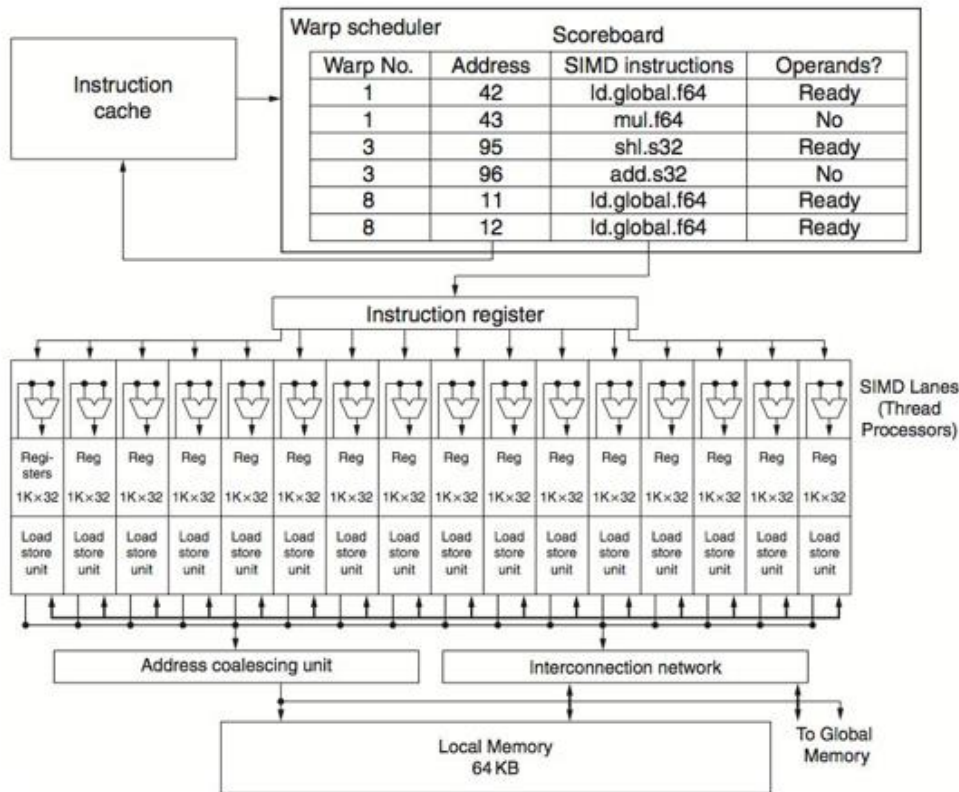 Warp scheduler
Scoreboard
Warp No. Address SIMD instructions Operands?
1 42 ld.global.f64 Ready
1 43 mul.f64 No
3 95 shl.s32 Ready
3 96 add.s32 No
8 11 ld.global.f64 Ready
8 12 ld.global.f64 Ready
Instruction
cache
Instruction register
SIMD Lanes
(Thread
Processors)
Regi- Reg Reg Reg Reg Reg Reg Reg Reg Reg Reg Reg Reg Reg Reg Reg
sters
1K×32 1K×32 1K×32 1K×32 1K×32 1K×32 1K×32 1K×32 1K×32 1K×32 1K×32 1K×32 1K×32 1K×32 1K×32 1K×32
Load Load Load Load Load Load Load Load Load Load Load Load Load Load Load Load
store store store store store store store store store store store store store store store store
unit unit unit unit unit unit unit unit unit unit unit unit unit unit unit unit
Address coalescing unit
Interconnection network
Local Memory
64 KB
To Global
Memory